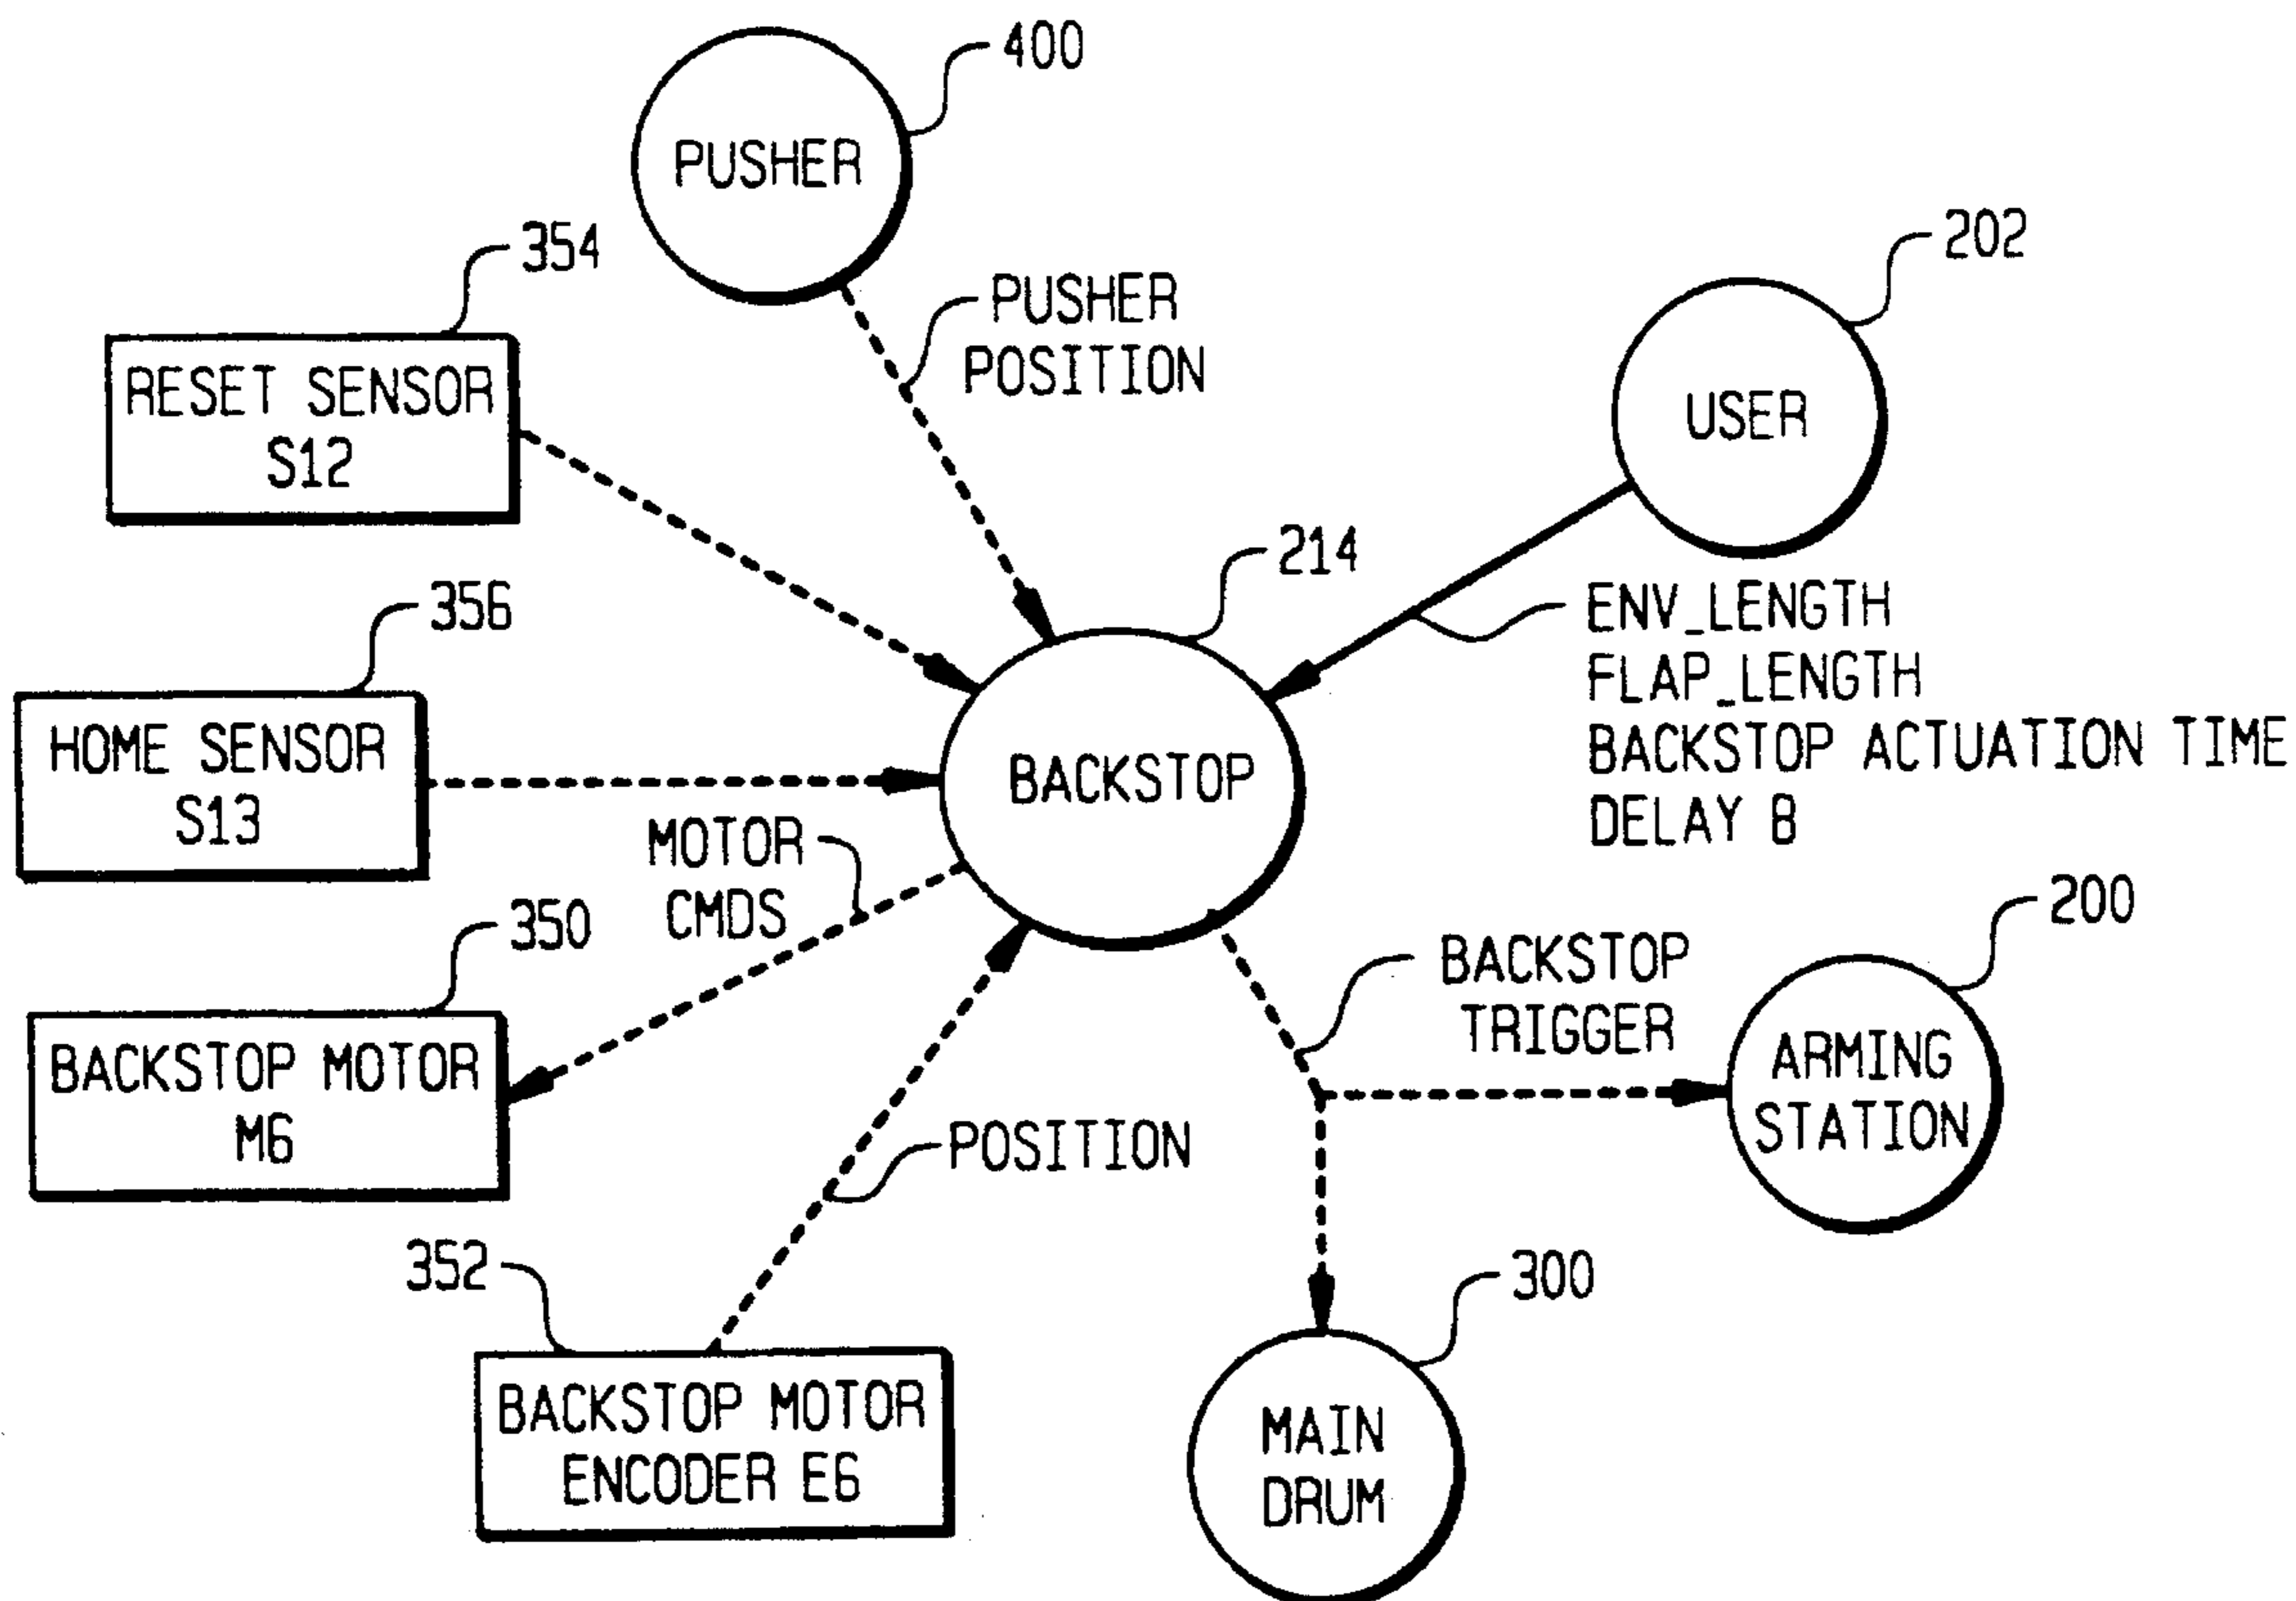 400
PUSHER
354
202
PUSHER
POSITION
RESET SENSOR
S12
USER
214
356
ENV_LENGTH
FLAP_LENGTH
BACKSTOP ACTUATION TIME
DELAY 8
HOME SENSOR
S13
BACKSTOP
MOTOR
CMDS
350
200
BACKSTOP
TRIGGER
BACKSTOP MOTOR
M6
ARMING
STATION
POSITION
352
300
BACKSTOP MOTOR
ENCODER E6
MAIN
DRUM